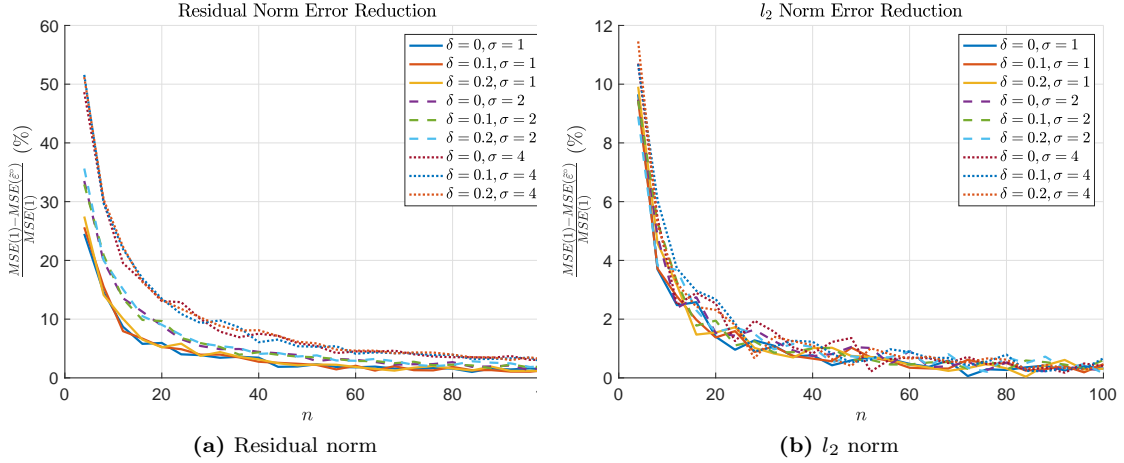 Residual Norm Error Reduction
60
50
40
30
20
10
0
0 20 40 60 80
n
MSE(1)−MSE(ε̃°)
MSE(1)
(%)
δ = 0, σ = 1
δ = 0.1, σ = 1
δ = 0.2, σ = 1
δ = 0, σ = 2
δ = 0.1, σ = 2
δ = 0.2, σ = 2
δ = 0, σ = 4
δ = 0.1, σ = 4
δ = 0.2, σ = 4
(a) Residual norm
l₂ Norm Error Reduction
12
10
8
6
4
2
0
0 20 40 60 80 100
n
MSE(1)−MSE(ε̃°)
MSE(1)
(%)
δ = 0, σ = 1
δ = 0.1, σ = 1
δ = 0.2, σ = 1
δ = 0, σ = 2
δ = 0.1, σ = 2
δ = 0.2, σ = 2
δ = 0, σ = 4
δ = 0.1, σ = 4
δ = 0.2, σ = 4
(b) l₂ norm